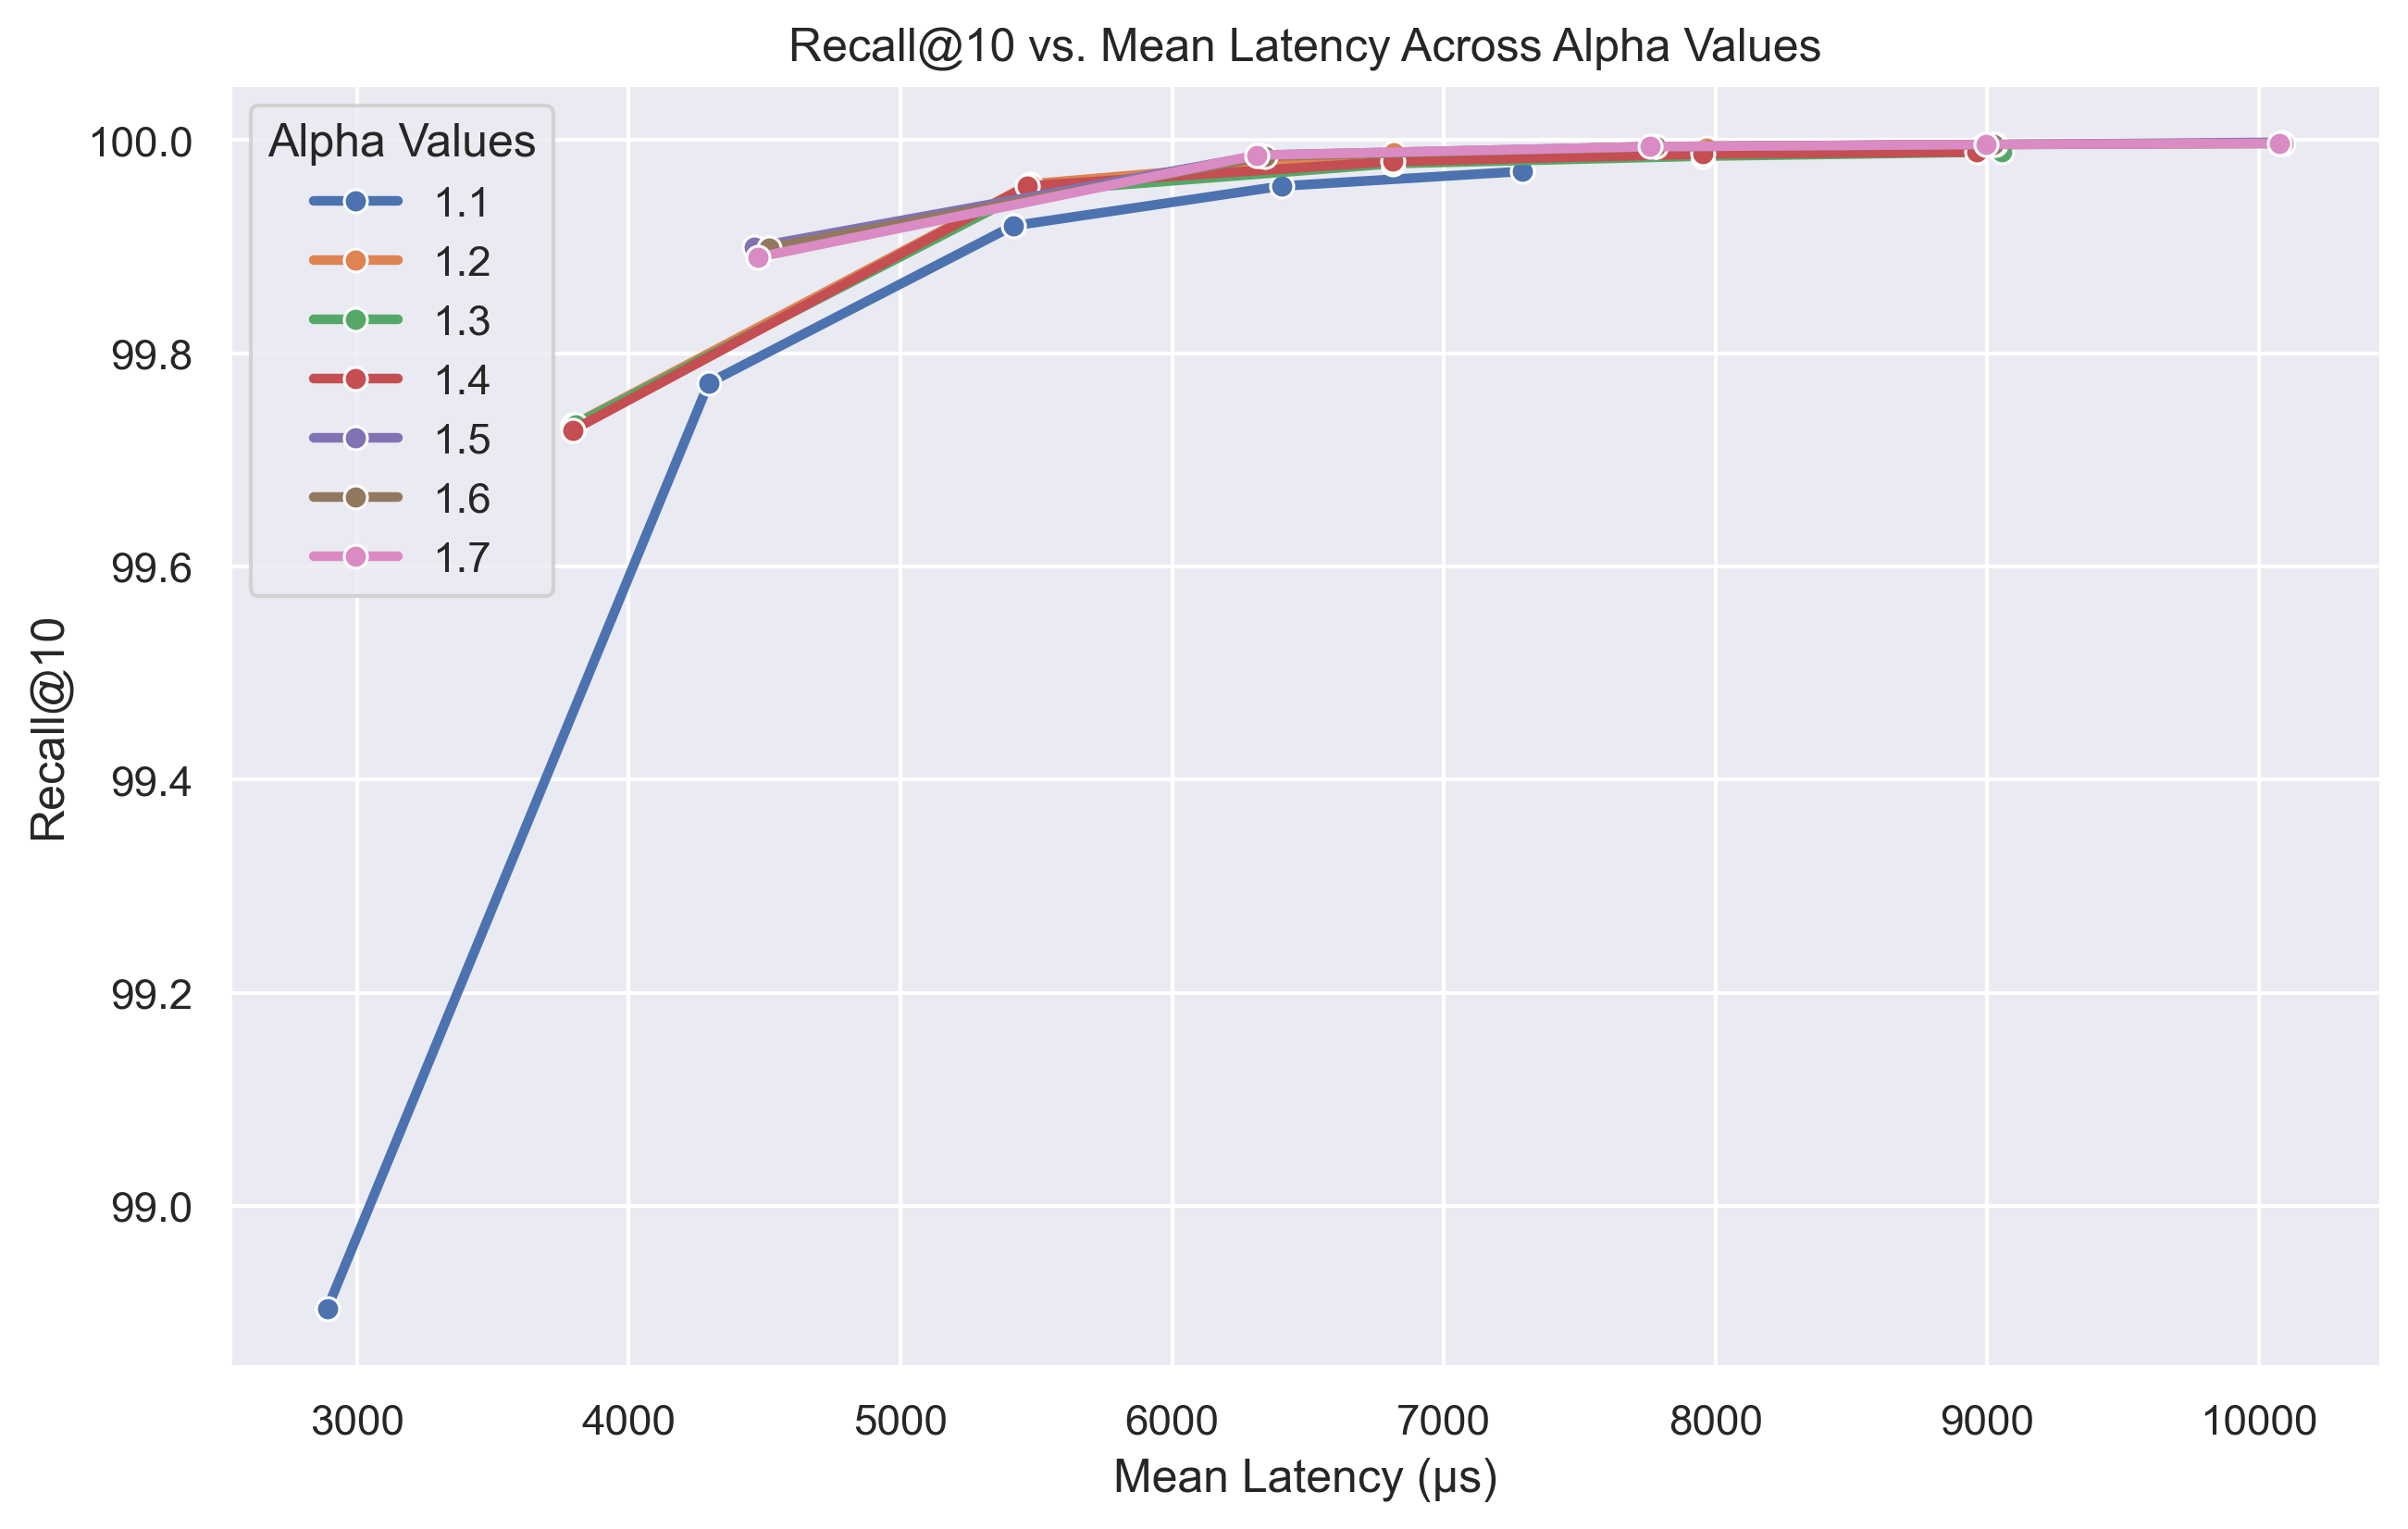 Recall@10 vs. Mean Latency Across Alpha Values
Alpha Values
1.1
1.2
1.3
1.4
1.5
1.6
1.7
Recall@10
100.0
99.8
99.6
99.4
99.2
99.0
3000 4000 5000 6000 7000 8000 9000 10000
Mean Latency (µs)